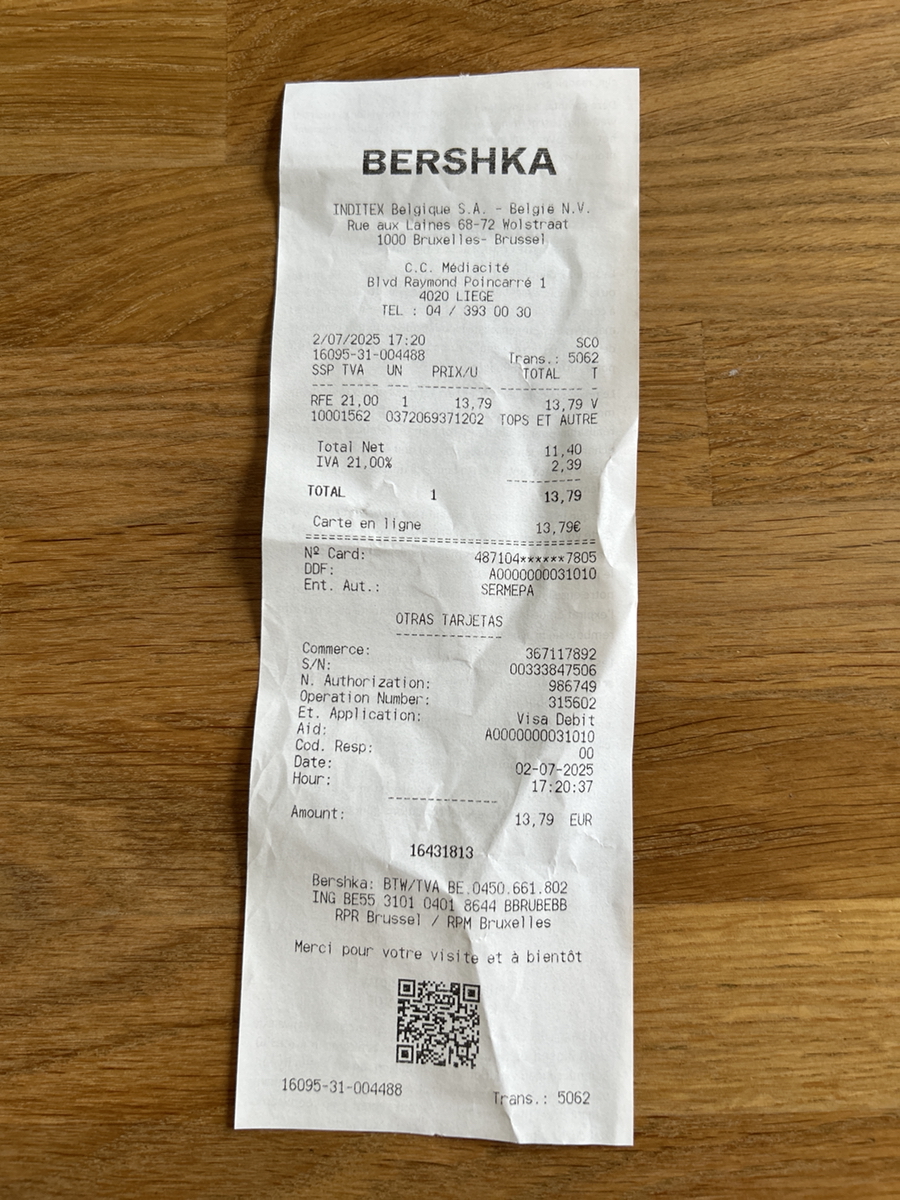 BERSHKA
INDITEX Belgique S.A. - België N.V.
Rue aux Laines 68-72 Wolstraat
1000 Bruxelles- Brussel
C.C. Médiacité
Blvd Raymond Poincarré 1
4020 LIEGE
TEL : 04 / 393 00 30
2/07/2025 17:20 SCO
16095-31-004488 Trans.: 5062
SSP TVA UN PRIX/U TOTAL T
--- ----- --- -------- -------- -
RFE 21,00 1 13,79 13,79 V
10001562 0372069371202 TOPS ET AUTRE
Total Net 11,40
IVA 21,00% 2,39
----------
TOTAL 1 13,79
Carte en ligne 13,79€
========================================
Nº Card: 487104******7805
DDF: A0000000031010
Ent. Aut.: SERMEPA
OTRAS TARJETAS
--------------
Commerce: 367117892
S/N: 00333847506
N. Authorization: 986749
Operation Number: 315602
Et. Application: Visa Debit
Aid: A0000000031010
Cod. Resp: 00
Date: 02-07-2025
Hour: 17:20:37
--------------
Amount: 13,79 EUR
16431813
Bershka: BTW/TVA BE.0450.661.802
ING BE55 3101 0401 8644 BBRUBEBB
RPR Brussel / RPM Bruxelles
Merci pour votre visite et à bientôt
16095-31-004488 Trans.: 5062